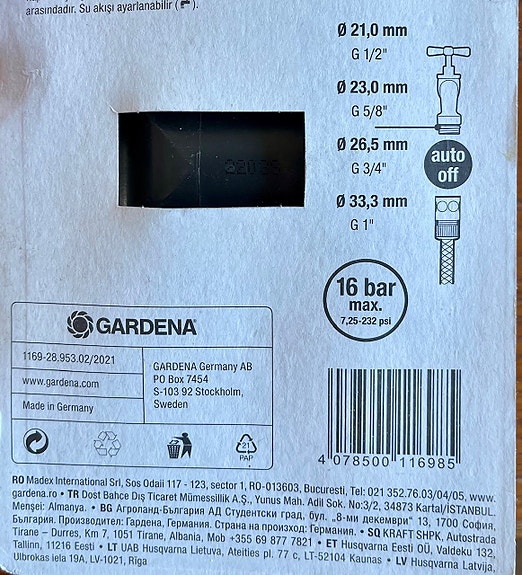 arasındadır. Su akışı ayarlanabilir (
Ø 21,0 mm
G 1/2"
Ø 23,0 mm
G 5/8"
Ø 26,5 mm
G 3/4"
auto
off
Ø 33,3 mm
G 1"
16 bar
max.
7,25-232 psi
GARDENA
1169-28.953.02/2021
www.gardena.com
Made in Germany
GARDENA Germany AB
PO Box 7454
S-103 92 Stockholm,
Sweden
21
PAP
4 078500 116985
RO Madex International Srl, Sos Odaii 117 - 123, sector 1, RO-013603, Bucuresti, Tel: 021 352.76.03/04/05, www.
gardena.ro • TR Dost Bahce Dış Ticaret Mümessillik A.Ş., Yunus Mah. Adil Sok. No:3/2, 34873 Kartal/İSTANBUL.
Menşei: Almanya. • BG Агроланд-България АД Студентски град, бул. „8-ми декември“ 13, 1700 София,
България. Производител: Гардена, Германия. Страна на произход: Германия. • SQ KRAFT SHPK, Autostrada
Tirane – Durres, Km 7, 1051 Tirane, Albania, Mob +355 69 877 7821 • ET Husqvarna Eesti OÜ, Valdeku 132,
Tallinn, 11216 Eesti • LT UAB Husqvarna Lietuva, Ateities pl. 77 c, LT-52104 Kaunas • LV Husqvarna Latvija,
Ulbrokas iela 19A, LV-1021, Rīga